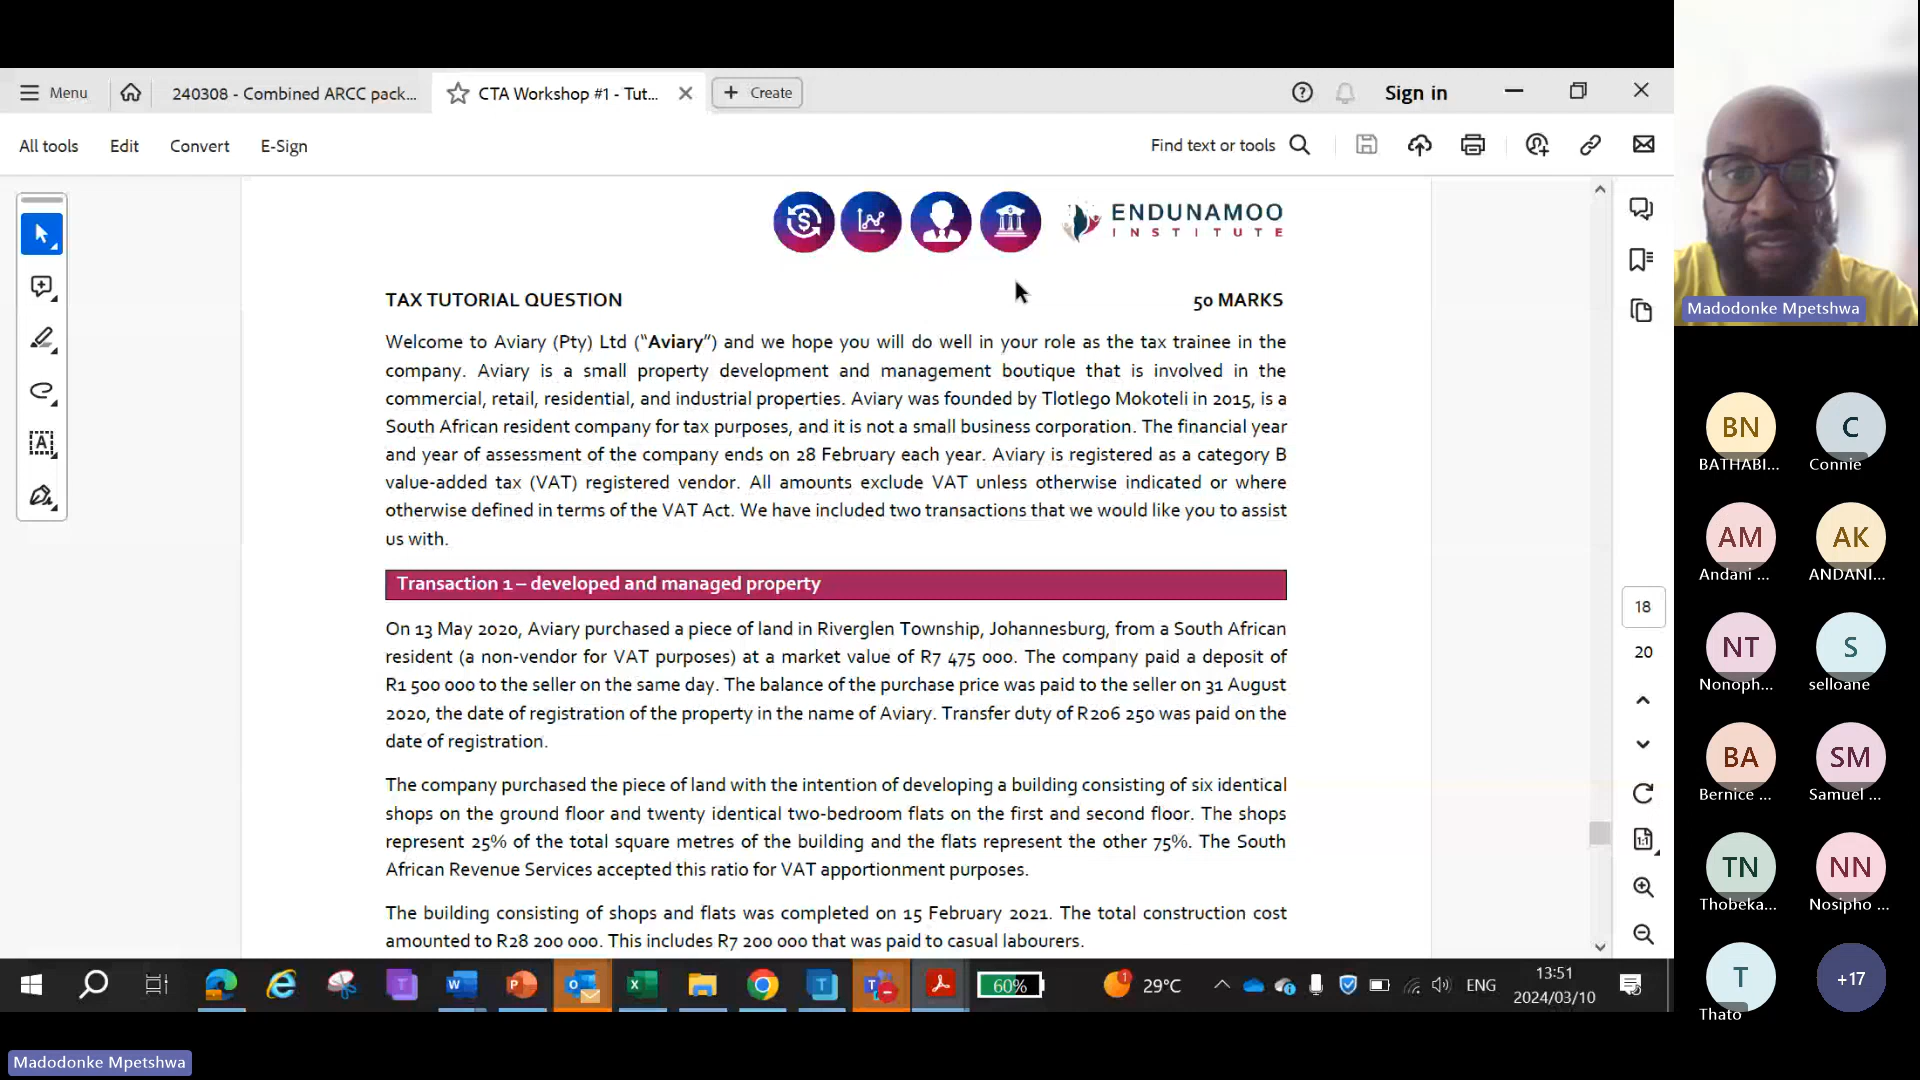 Menu
240308 - Combined ARCC pack...
CTA Workshop #1 - Tut...
Create
Sign in
All tools
Edit
Convert
E-Sign
Find text or tools
ENDUNAMOO
INSTITUTE
TAX TUTORIAL QUESTION 50 MARKS
Welcome to Aviary (Pty) Ltd (“Aviary”) and we hope you will do well in your role as the tax trainee in the
company. Aviary is a small property development and management boutique that is involved in the
commercial, retail, residential, and industrial properties. Aviary was founded by Tlotlego Mokoteli in 2015, is a
South African resident company for tax purposes, and it is not a small business corporation. The financial year
and year of assessment of the company ends on 28 February each year. Aviary is registered as a category B
value-added tax (VAT) registered vendor. All amounts exclude VAT unless otherwise indicated or where
otherwise defined in terms of the VAT Act. We have included two transactions that we would like you to assist
us with.
Transaction 1 – developed and managed property
On 13 May 2020, Aviary purchased a piece of land in Riverglen Township, Johannesburg, from a South African
resident (a non-vendor for VAT purposes) at a market value of R7 475 000. The company paid a deposit of
R1 500 000 to the seller on the same day. The balance of the purchase price was paid to the seller on 31 August
2020, the date of registration of the property in the name of Aviary. Transfer duty of R206 250 was paid on the
date of registration.
The company purchased the piece of land with the intention of developing a building consisting of six identical
shops on the ground floor and twenty identical two-bedroom flats on the first and second floor. The shops
represent 25% of the total square metres of the building and the flats represent the other 75%. The South
African Revenue Services accepted this ratio for VAT apportionment purposes.
The building consisting of shops and flats was completed on 15 February 2021. The total construction cost
amounted to R28 200 000. This includes R7 200 000 that was paid to casual labourers.
18
20
60%
1
29°C
ENG
13:51
2024/03/10
Madodonke Mpetshwa
Madodonke Mpetshwa
BN
BATHABI...
C
Connie
AM
Andani ...
AK
ANDANI...
NT
Nonoph...
S
selloane
BA
Bernice ...
SM
Samuel ...
TN
Thobeka...
NN
Nosipho ...
T
Thato
+17